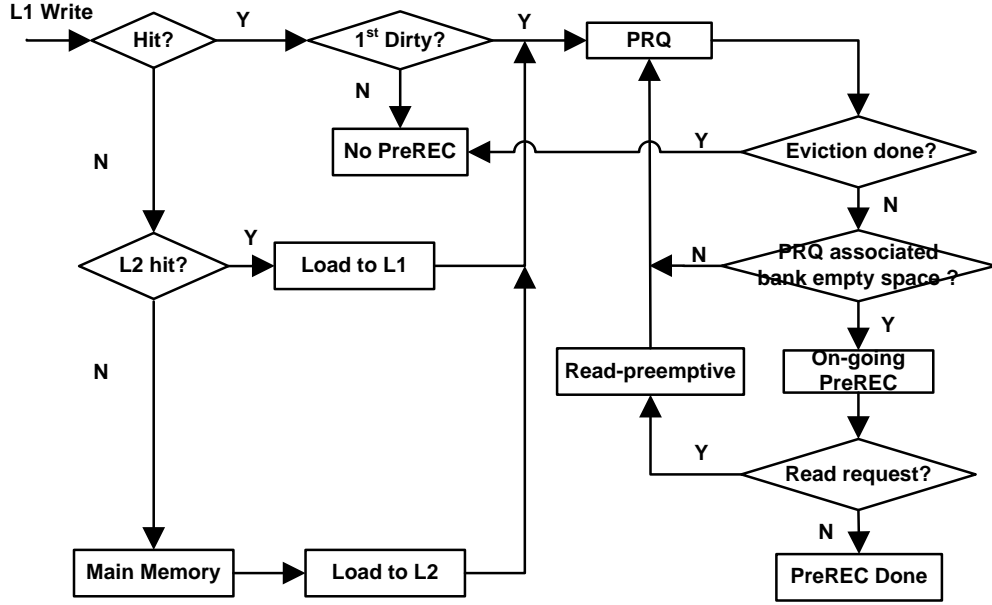 L1 Write
Hit?
Y
1st Dirty?
Y
PRQ
N
No PreREC
Y
Eviction done?
N
N
L2 hit?
Y
Load to L1
N
PRQ associated
bank empty space ?
Y
N
Read-preemptive
On-going
PreREC
Y
Read request?
N
Main Memory
Load to L2
PreREC Done